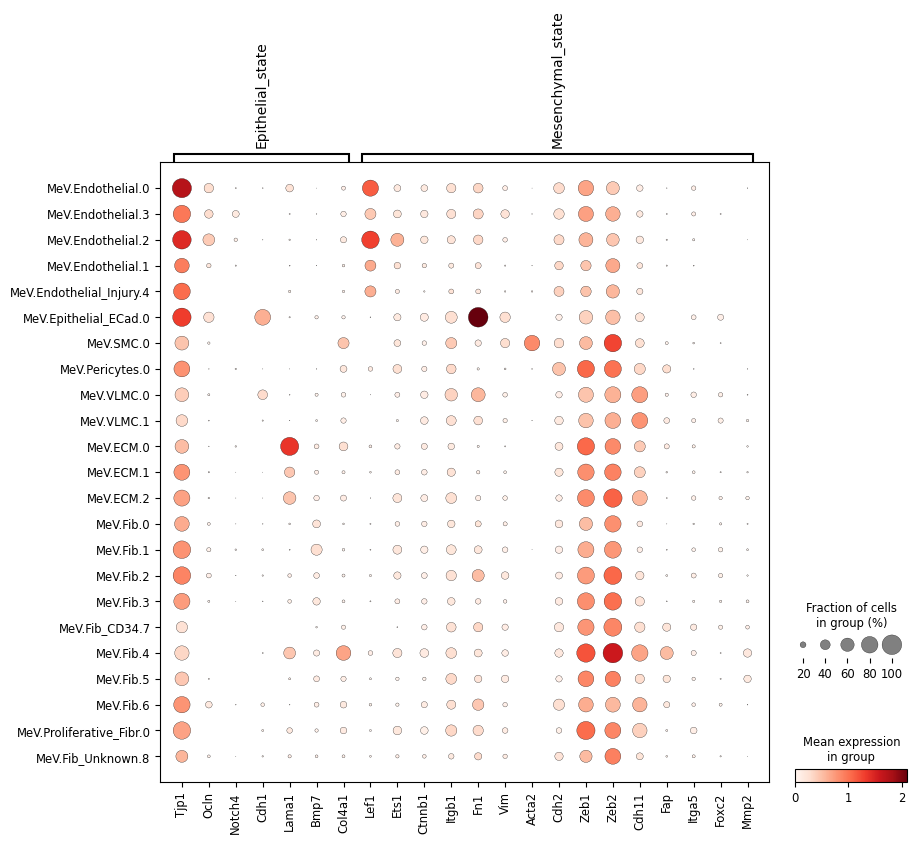 Epithelial_state
Mesenchymal_state
MeV.Endothelial.0
MeV.Endothelial.3
MeV.Endothelial.2
MeV.Endothelial.1
MeV.Endothelial_Injury.4
MeV.Epithelial_ECad.0
MeV.SMC.0
MeV.Pericytes.0
MeV.VLMC.0
MeV.VLMC.1
MeV.ECM.0
MeV.ECM.1
MeV.ECM.2
MeV.Fib.0
MeV.Fib.1
MeV.Fib.2
MeV.Fib.3
MeV.Fib_CD34.7
MeV.Fib.4
MeV.Fib.5
MeV.Fib.6
MeV.Proliferative_Fibr.0
MeV.Fib_Unknown.8
Tjp1
Ocln
Notch4
Cdh1
Lama1
Bmp7
Col4a1
Lef1
Ets1
Ctnnb1
Itgb1
Fn1
Vim
Acta2
Cdh2
Zeb1
Zeb2
Cdh11
Fap
Itga5
Foxc2
Mmp2
Fraction of cells
in group (%)
20 40 60 80 100
Mean expression
in group
0 1 2